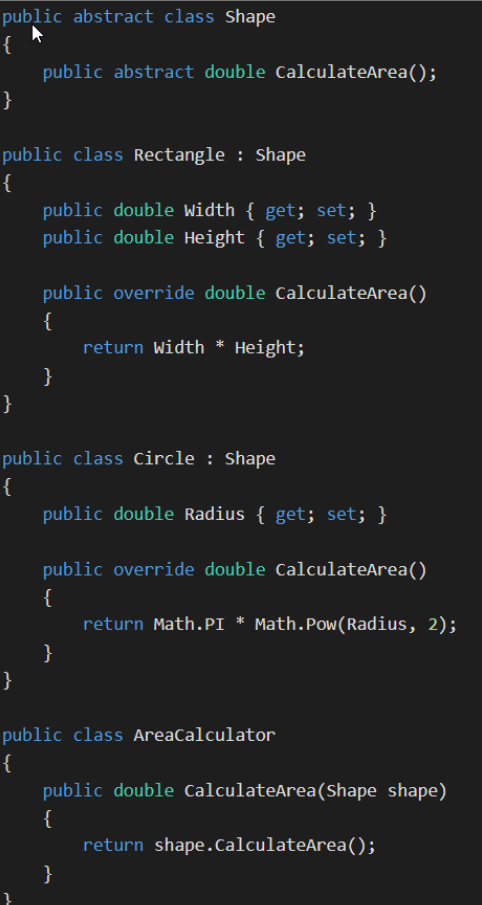 public abstract class Shape
{
    public abstract double CalculateArea();
}

public class Rectangle : Shape
{
    public double Width { get; set; }
    public double Height { get; set; }

    public override double CalculateArea()
    {
        return Width * Height;
    }
}

public class Circle : Shape
{
    public double Radius { get; set; }

    public override double CalculateArea()
    {
        return Math.PI * Math.Pow(Radius, 2);
    }
}

public class AreaCalculator
{
    public double CalculateArea(Shape shape)
    {
        return shape.CalculateArea();
    }
}